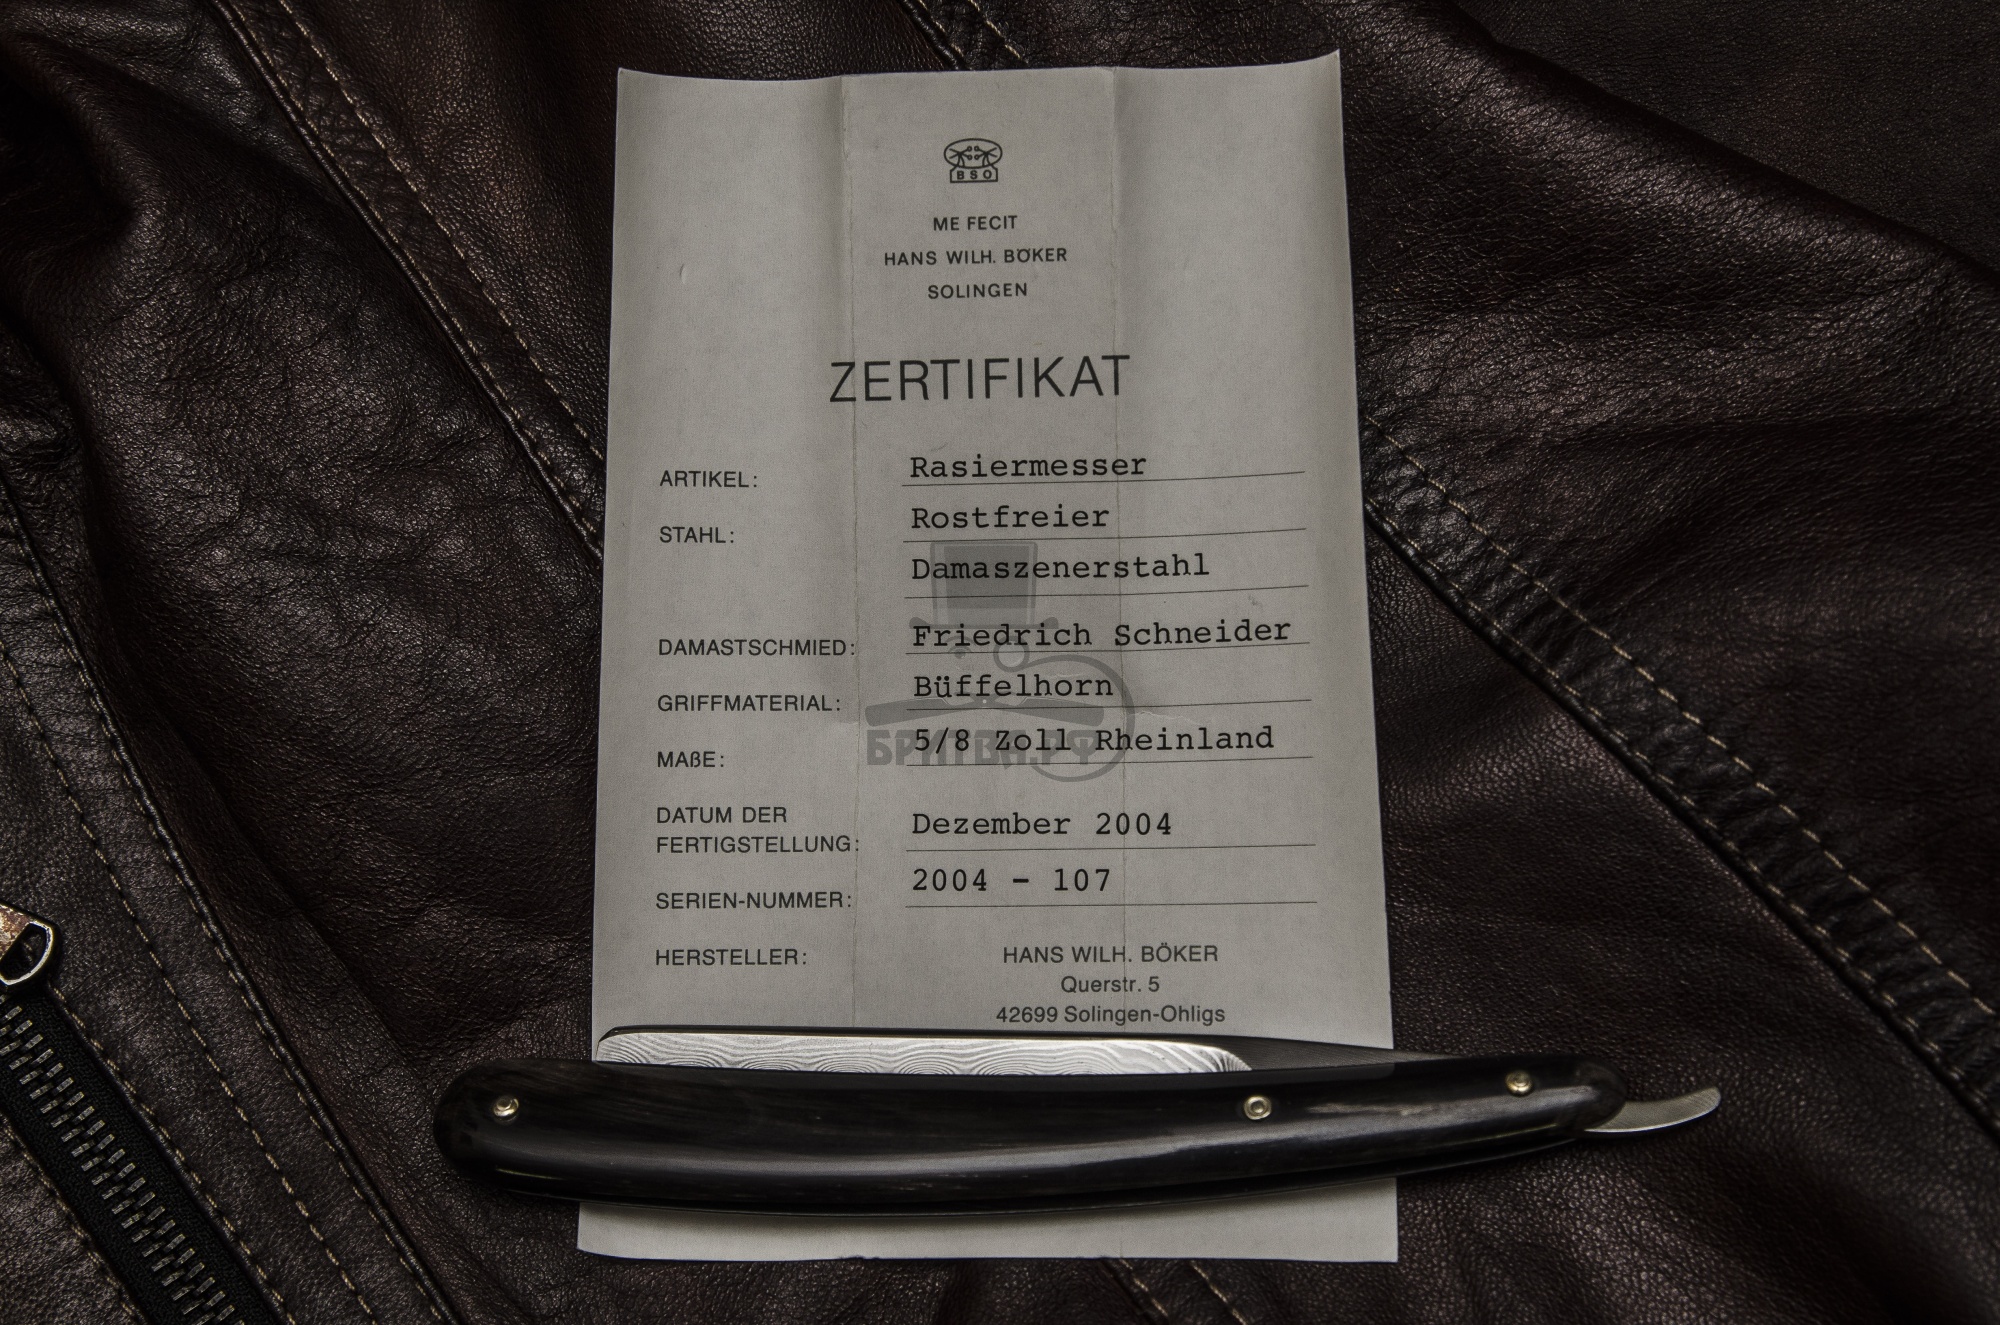 BSO
ME FECIT
HANS WILH. BÖKER
SOLINGEN
ZERTIFIKAT
ARTIKEL: Rasiermesser
STAHL: Rostfreier
Damaszenerstahl
DAMASTSCHMIED: Friedrich Schneider
GRIFFMATERIAL: Büffelhorn
БРИТВА.РФ
MAßE: 5/8 Zoll Rheinland
DATUM DER
FERTIGSTELLUNG: Dezember 2004
SERIEN-NUMMER: 2004 - 107
HERSTELLER: HANS WILH. BÖKER
Querstr. 5
42699 Solingen-Ohligs